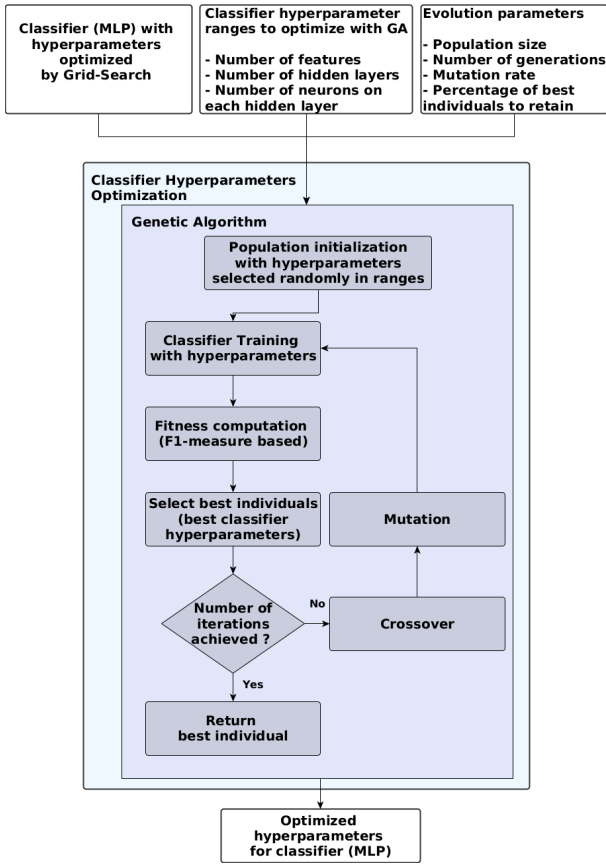 Classifier (MLP) with
hyperparameters
optimized
by Grid-Search
Classifier hyperparameter
ranges to optimize with GA
- Number of features
- Number of hidden layers
- Number of neurons on
each hidden layer
Evolution parameters
- Population size
- Number of generations
- Mutation rate
- Percentage of best
individuals to retain
Classifier Hyperparameters
Optimization
Genetic Algorithm
Population initialization
with hyperparameters
selected randomly in ranges
Classifier Training
with hyperparameters
Fitness computation
(F1-measure based)
Select best individuals
(best classifier
hyperparameters)
Mutation
Number of
iterations
achieved ?
No
Crossover
Yes
Return
best individual
Optimized
hyperparameters
for classifier (MLP)